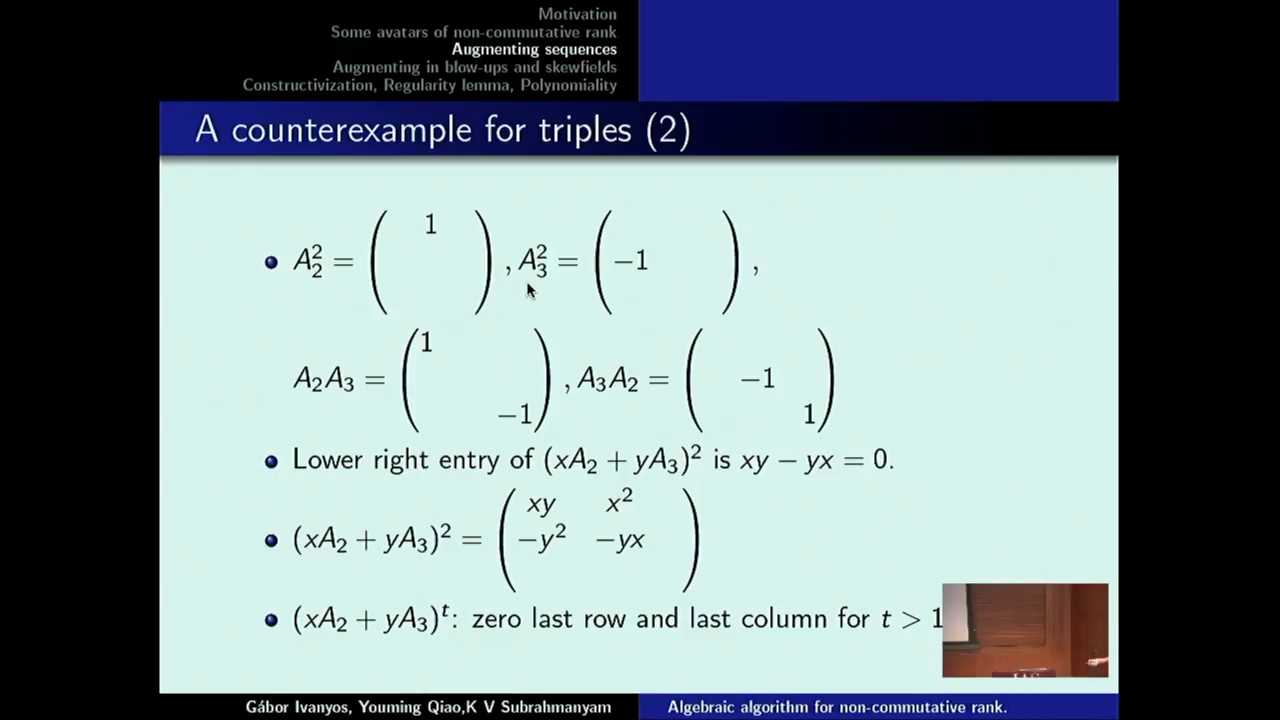 Motivation
Some avatars of non-commutative rank
Augmenting sequences
Augmenting in blow-ups and skewfields
Constructivization, Regularity lemma, Polynomiality
A counterexample for triples (2)
A₂² = ( 1 ) , A₃² = ( −1 ) ,
A₂A₃ = ( 1 −1 ) , A₃A₂ = ( −1 1 )
Lower right entry of (xA₂ + yA₃)² is xy − yx = 0.
(xA₂ + yA₃)² = ( xy x² −y² −yx )
(xA₂ + yA₃)ᵗ: zero last row and last column for t > 1
Gábor Ivanyos, Youming Qiao,K V Subrahmanyam
Algebraic algorithm for non-commutative rank.